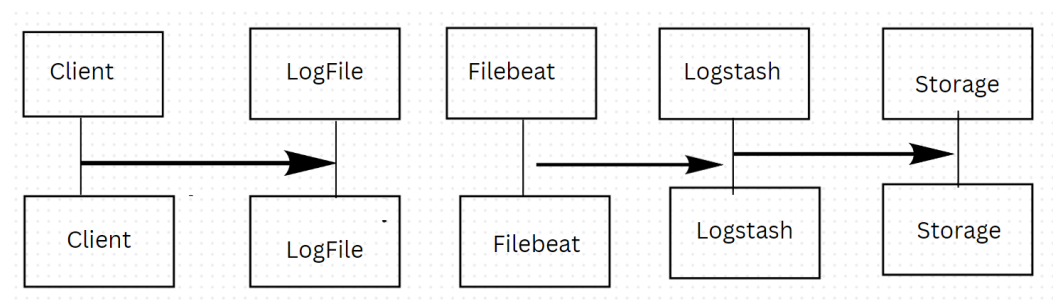 Client
LogFile
Filebeat
Logstash
Storage
Client
LogFile
Filebeat
Logstash
Storage